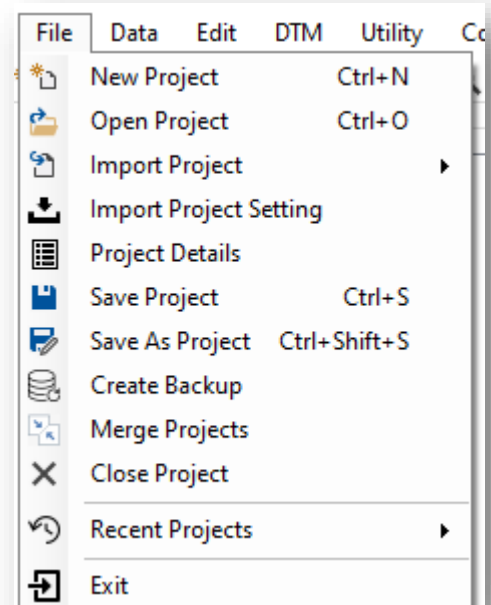 File Data Edit DTM Utility
New Project Ctrl+N
Open Project Ctrl+O
Import Project
Import Project Setting
Project Details
Save Project Ctrl+S
Save As Project Ctrl+Shift+S
Create Backup
Merge Projects
Close Project
Recent Projects
Exit